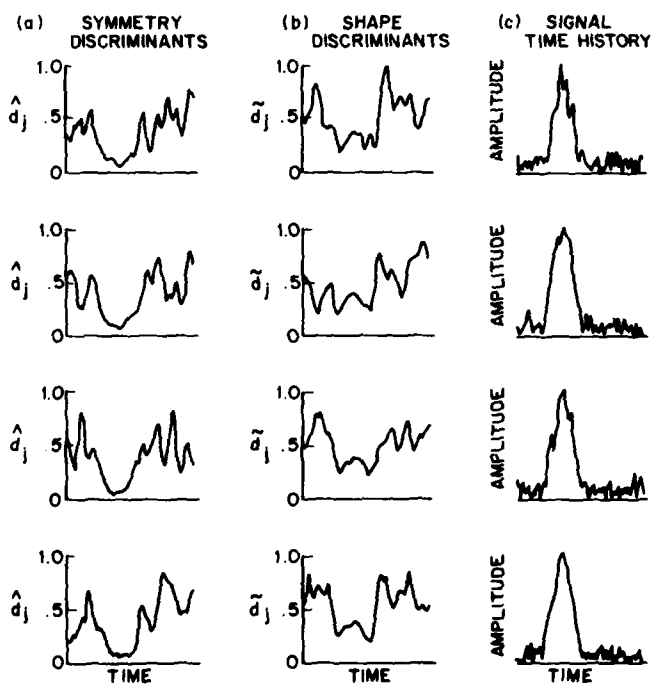 (a) SYMMETRY DISCRIMINANTS
(b) SHAPE DISCRIMINANTS
(c) SIGNAL TIME HISTORY
1.0
d̂j .5
0
1.0
d̃j .5
0
AMPLITUDE
1.0
d̂j .5
0
1.0
d̃j .5
0
AMPLITUDE
1.0
d̂j .5
0
1.0
d̃j .5
0
AMPLITUDE
1.0
d̂j .5
0
TIME
1.0
d̃j .5
0
TIME
AMPLITUDE
TIME